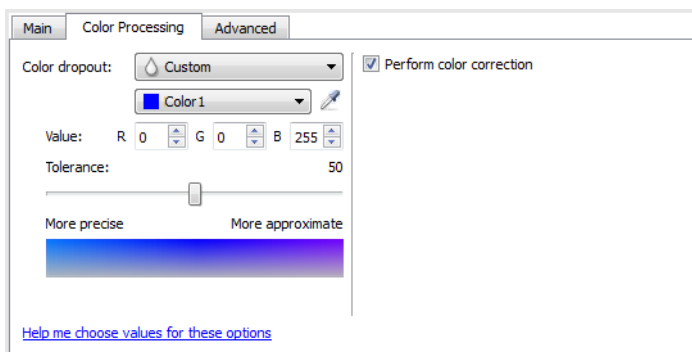 Main Color Processing Advanced
Color dropout: Custom Perform color correction
Color1
Value: R 0 G 0 B 255
Tolerance: 50
More precise More approximate
Help me choose values for these options